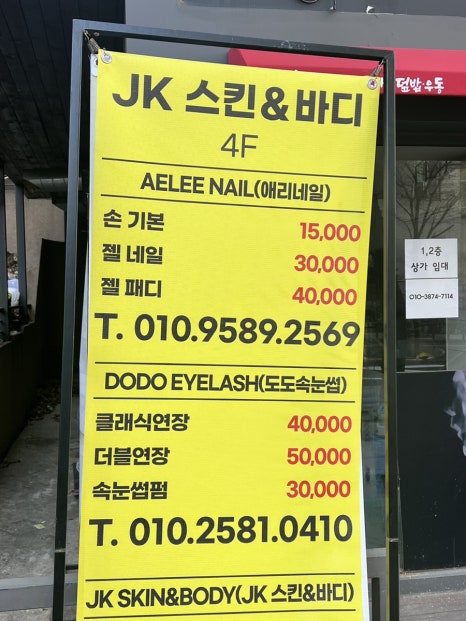 JK 스킨&바디
4F
AELEE NAIL(애리네일)
손 기본 15,000
젤 네일 30,000
젤 패디 40,000
T. 010.9589.2569
DODO EYELASH(도도속눈썹)
클래식연장 40,000
더블연장 50,000
속눈썹펌 30,000
T. 010.2581.0410
JK SKIN&BODY(JK 스킨&바디)
덮밥·우동
1,2층
상가 임대
010-3874-7114